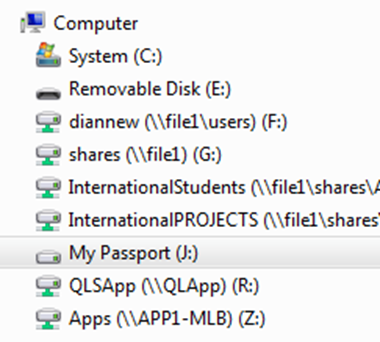 Computer
System (C:)
Removable Disk (E:)
diannew (\\file1\users) (F:)
shares (\\file1) (G:)
InternationalStudents (\\file1\shares\
InternationalPROJECTS (\\file1\shares\
My Passport (J:)
QLSApp (\\QLApp) (R:)
Apps (\\APP1-MLB) (Z:)